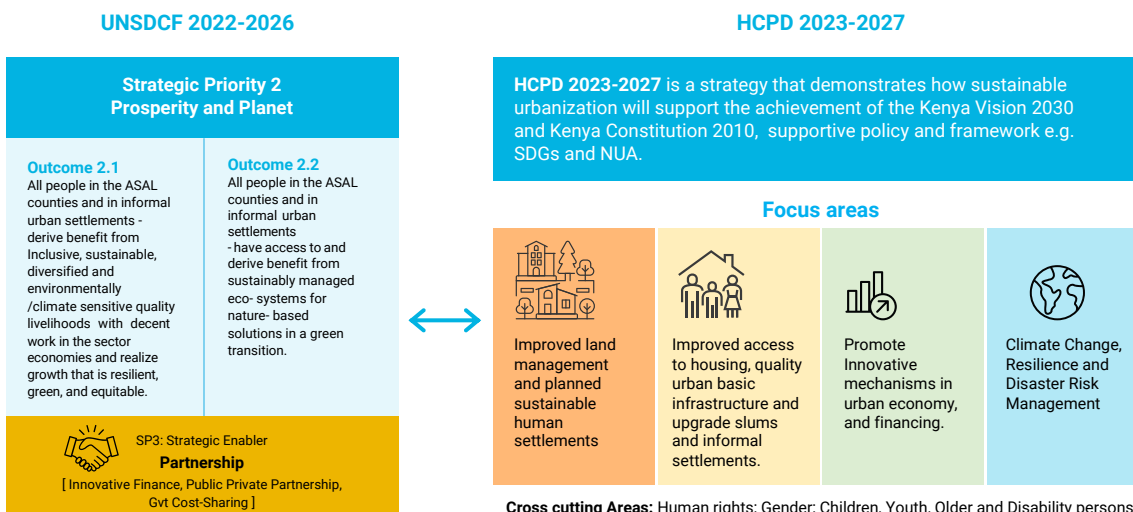 UNSDCF 2022-2026
Strategic Priority 2
Prosperity and Planet
Outcome 2.1
All people in the ASAL
counties and in informal
urban settlements -
derive benefit from
Inclusive, sustainable,
diversified and
environmentally
/climate sensitive quality
livelihoods with decent
work in the sector
economies and realize
growth that is resilient,
green, and equitable.
Outcome 2.2
All people in the ASAL
counties and in
informal urban
settlements
- have access to and
derive benefit from
sustainably managed
eco- systems for
nature- based
solutions in a green
transition.
SP3: Strategic Enabler
Partnership
[ Innovative Finance, Public Private Partnership,
Gvt Cost-Sharing ]
HCPD 2023-2027
HCPD 2023-2027 is a strategy that demonstrates how sustainable
urbanization will support the achievement of the Kenya Vision 2030
and Kenya Constitution 2010, supportive policy and framework e.g.
SDGs and NUA.
Focus areas
Improved land
management
and planned
sustainable
human
settlements
Improved access
to housing, quality
urban basic
infrastructure and
upgrade slums
and informal
settlements.
Promote
Innovative
mechanisms in
urban economy,
and financing.
Climate Change,
Resilience and
Disaster Risk
Management
Cross cutting Areas: Human rights; Gender; Children, Youth, Older and Disability persons